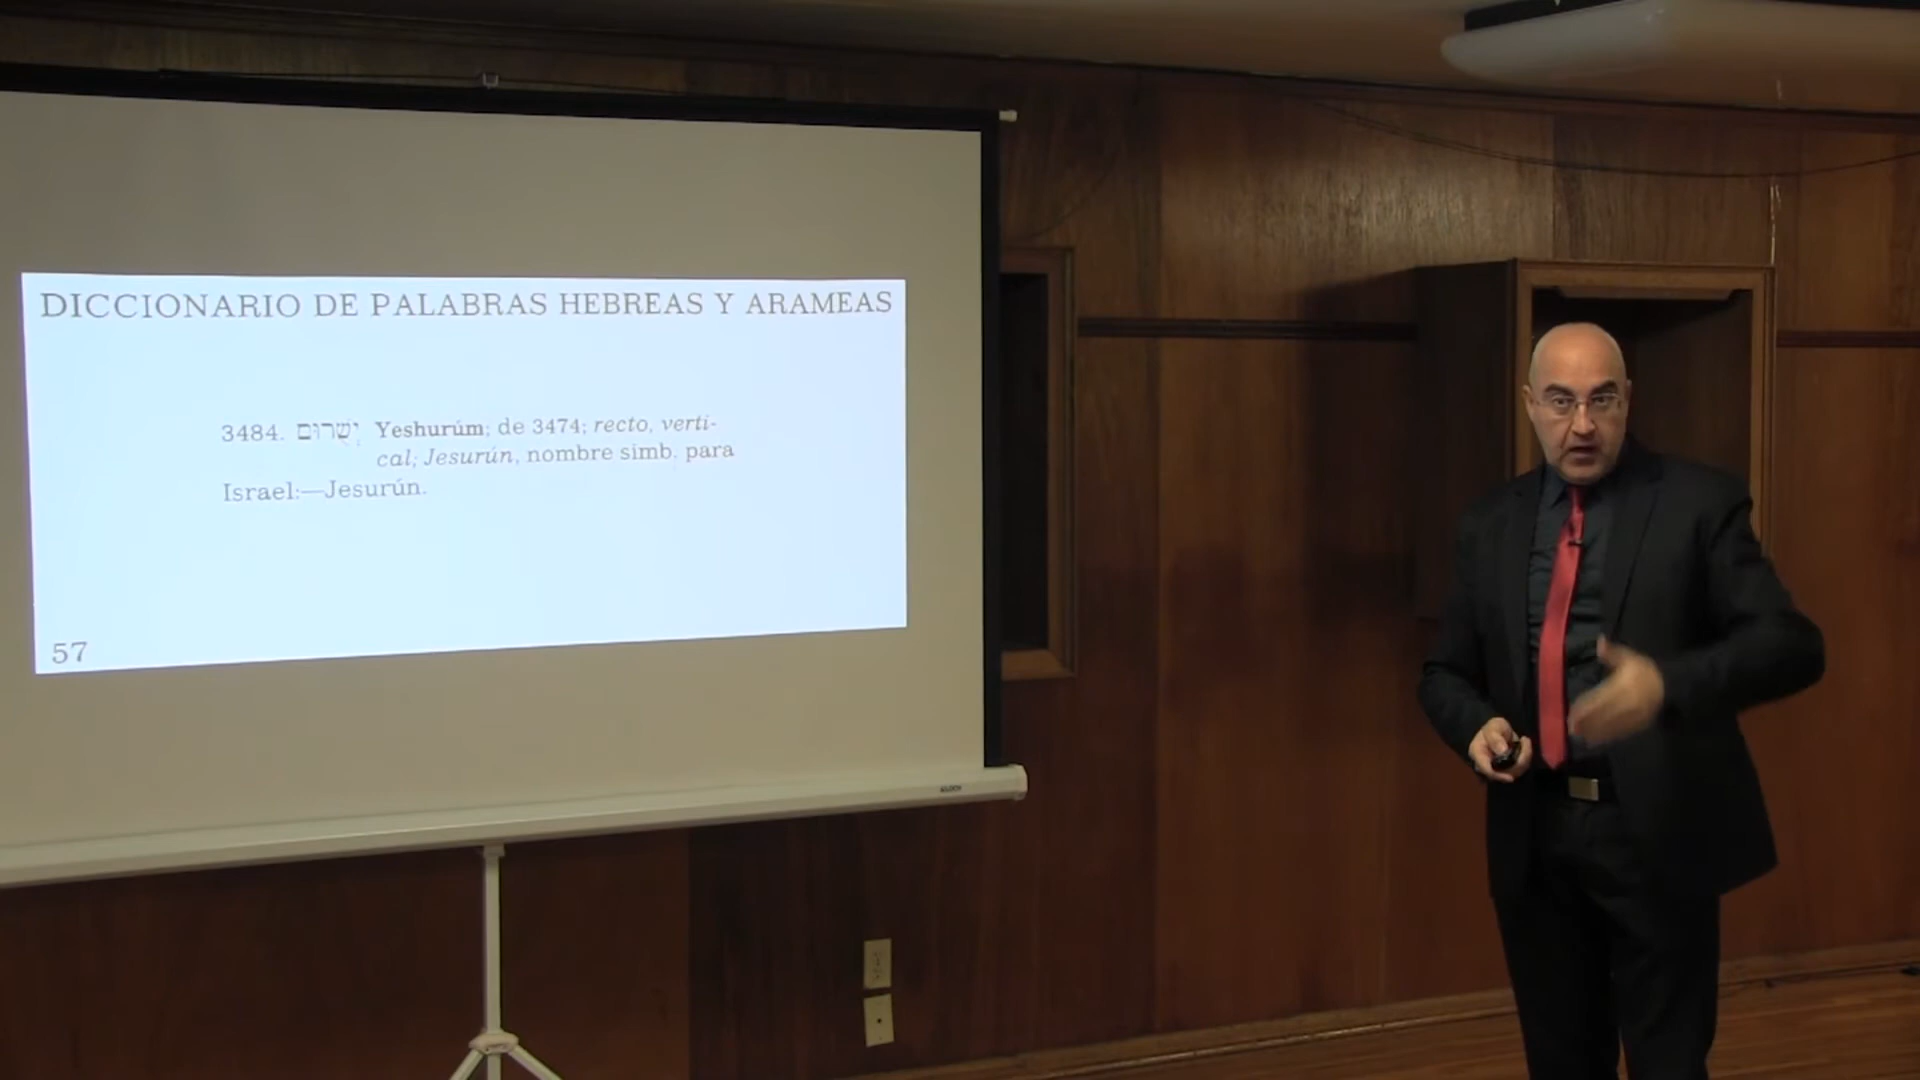 DICCIONARIO DE PALABRAS HEBREAS Y ARAMEAS
3484. יְשֻׁרוּם Yeshurúm; de 3474; recto, verti-
cal; Jesurún, nombre simb. para
Israel:—Jesurún.
57